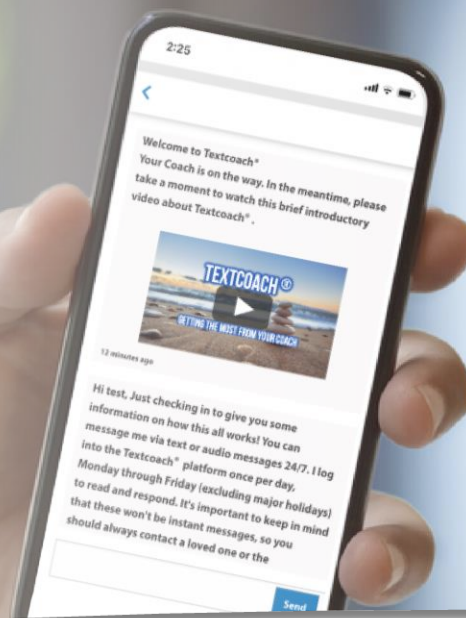 2:25
Welcome to Textcoach®
Your Coach is on the way. In the meantime, please
take a moment to watch this brief introductory
video about Textcoach®.
TEXTCOACH®
GETTING THE MOST FROM YOUR COACH
12 minutes ago
Hi test, Just checking in to give you some
information on how this all works! You can
message me via text or audio messages 24/7. I log
into the Textcoach® platform once per day,
Monday through Friday (excluding major holidays)
to read and respond. It's important to keep in mind
that these won't be instant messages, so you
should always contact a loved one or the
Send